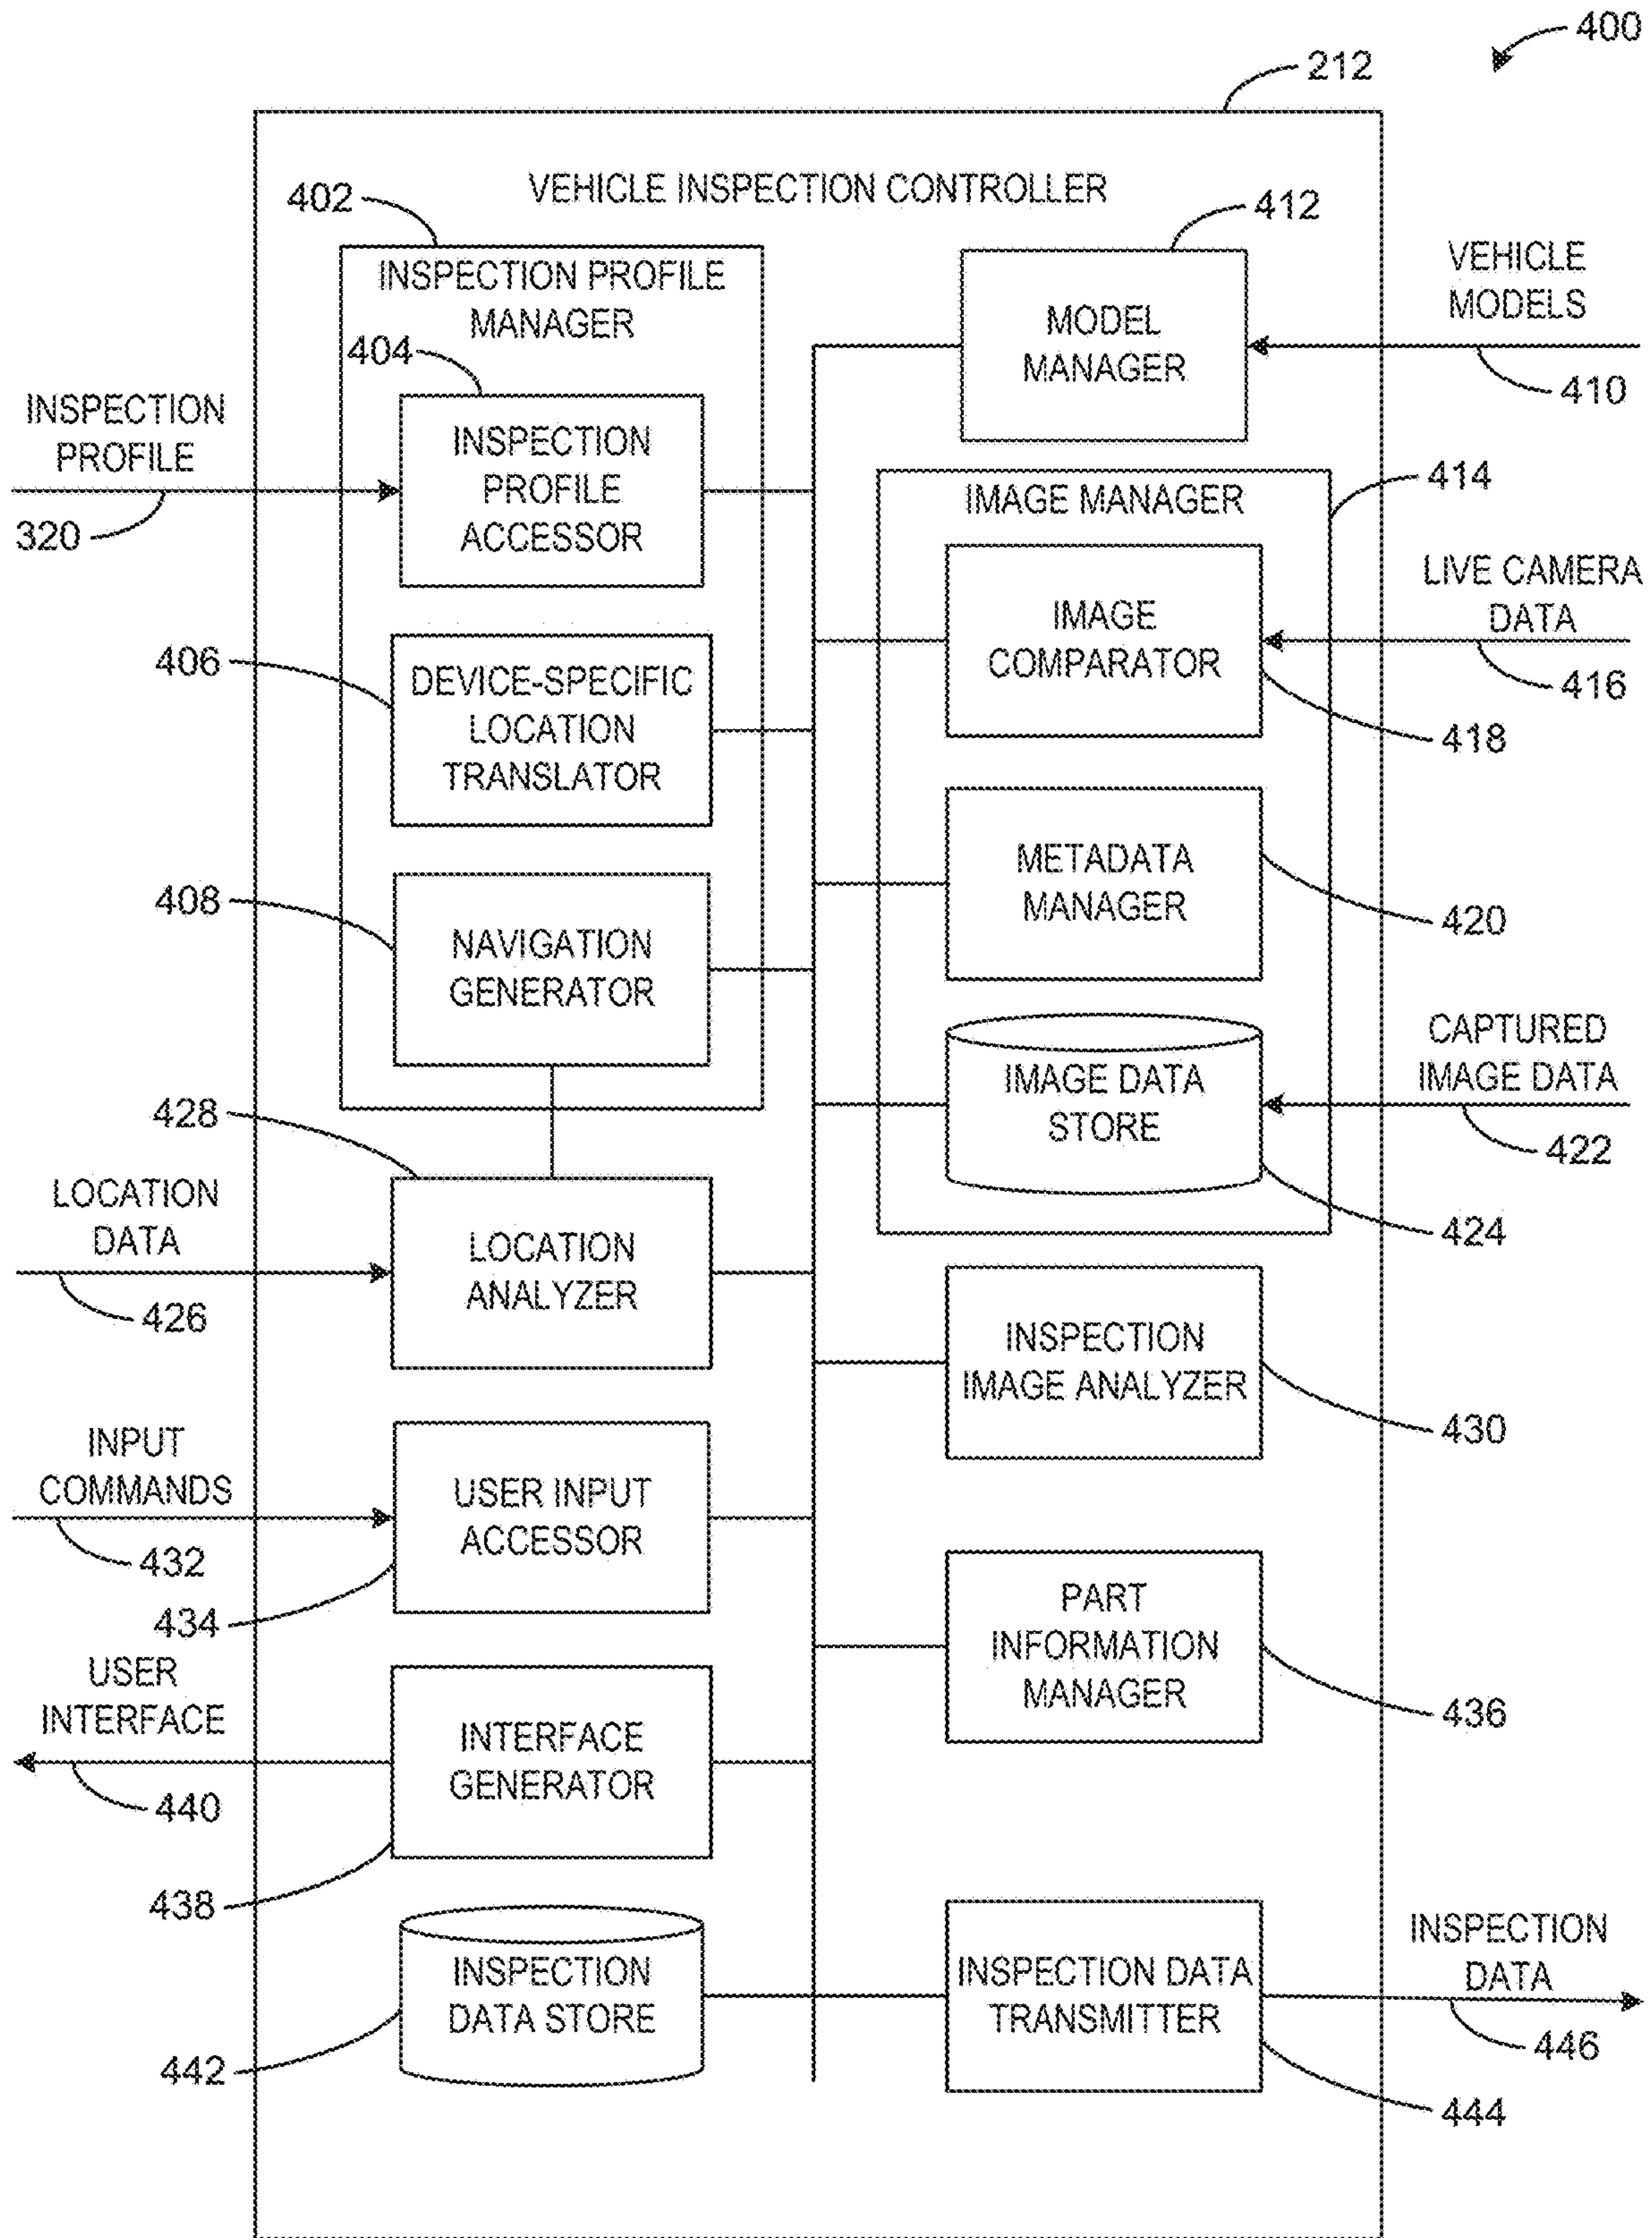 400
212
VEHICLE INSPECTION CONTROLLER
402
INSPECTION PROFILE
MANAGER
404
INSPECTION
PROFILE
320
INSPECTION
PROFILE
ACCESSOR
406
DEVICE-SPECIFIC
LOCATION
TRANSLATOR
408
NAVIGATION
GENERATOR
412
MODEL
MANAGER
VEHICLE
MODELS
410
414
IMAGE MANAGER
IMAGE
COMPARATOR
LIVE CAMERA
DATA
416
418
METADATA
MANAGER
420
IMAGE DATA
STORE
CAPTURED
IMAGE DATA
422
424
428
LOCATION
DATA
426
LOCATION
ANALYZER
INSPECTION
IMAGE ANALYZER
430
INPUT
COMMANDS
432
USER INPUT
ACCESSOR
434
PART
INFORMATION
MANAGER
436
USER
INTERFACE
440
INTERFACE
GENERATOR
438
INSPECTION
DATA STORE
442
INSPECTION DATA
TRANSMITTER
444
INSPECTION
DATA
446